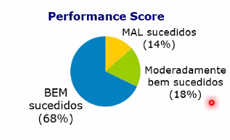 Performance Score
MAL sucedidos
(14%)
Moderadamente
bem sucedidos
(18%)
BEM
sucedidos
(68%)